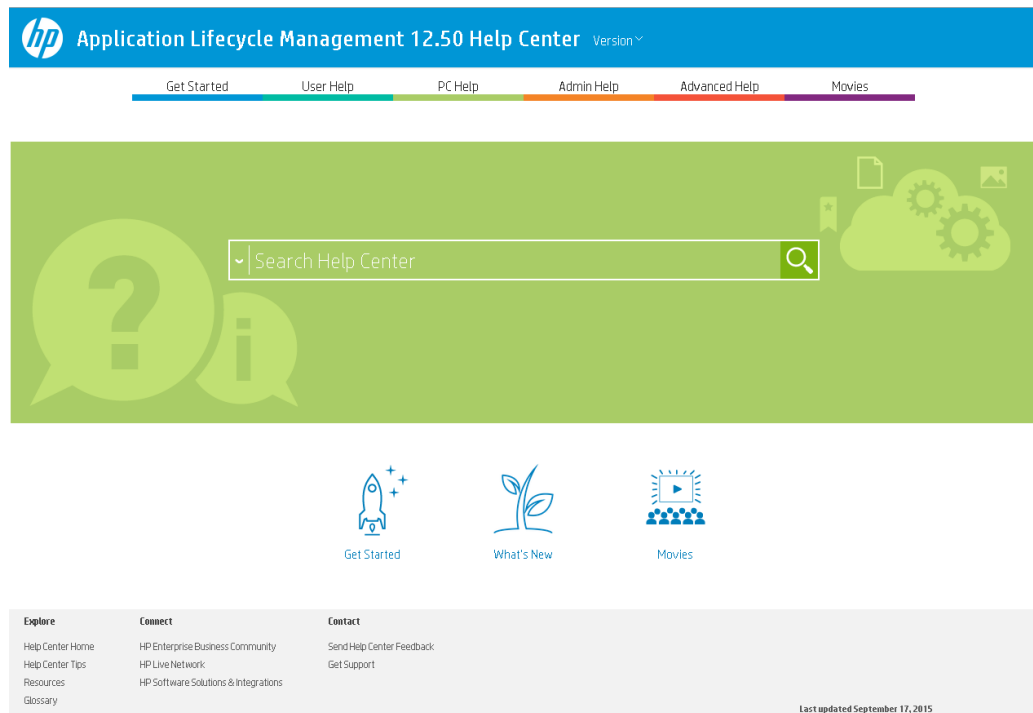 hp Application Lifecycle Management 12.50 Help Center Version
Get Started User Help PC Help Admin Help Advanced Help Movies
? i
Search Help Center
Get Started What's New Movies
Explore Connect Contact
Help Center Home HP Enterprise Business Community Send Help Center Feedback
Help Center Tips HP Live Network Get Support
Resources HP Software Solutions & Integrations
Glossary
Last updated September 17, 2015